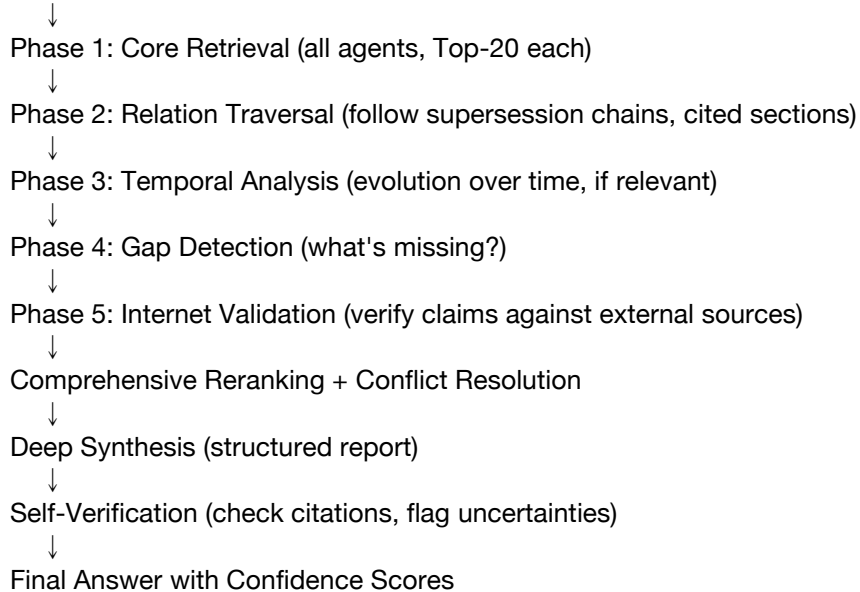 ↓
Phase 1: Core Retrieval (all agents, Top-20 each)
↓
Phase 2: Relation Traversal (follow supersession chains, cited sections)
↓
Phase 3: Temporal Analysis (evolution over time, if relevant)
↓
Phase 4: Gap Detection (what's missing?)
↓
Phase 5: Internet Validation (verify claims against external sources)
↓
Comprehensive Reranking + Conflict Resolution
↓
Deep Synthesis (structured report)
↓
Self-Verification (check citations, flag uncertainties)
↓
Final Answer with Confidence Scores